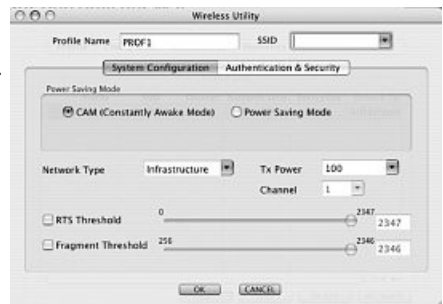 Wireless Utility
Profile Name PROF1 SSID
System Configuration Authentication & Security
Power Saving Mode
CAM (Constantly Awake Mode) Power Saving Mode
Network Type Infrastructure Tx Power 100
Channel 1
RTS Threshold 0 2347 2347
Fragment Threshold 256 2346 2346
OK CANCEL